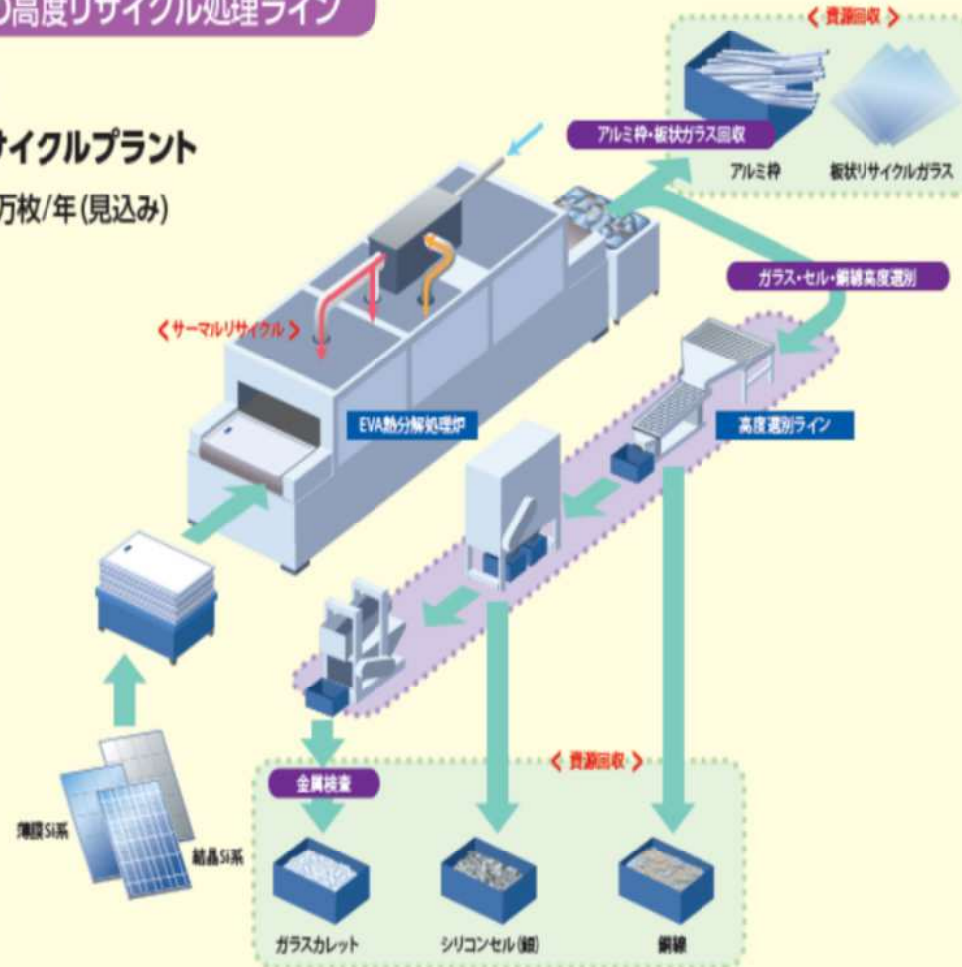 の高度リサイクル処理ライン
サイクルプラント
万枚/年(見込み)
《 資源回収 》
アルミ枠・板状ガラス回収
アルミ枠
板状リサイクルガラス
ガラス・セル・銅線高度選別
《サーマルリサイクル》
EVA熱分解処理炉
高度選別ライン
《 資源回収 》
金属検査
薄膜Si系
結晶Si系
ガラスカレット
シリコンセル(銀)
銅線